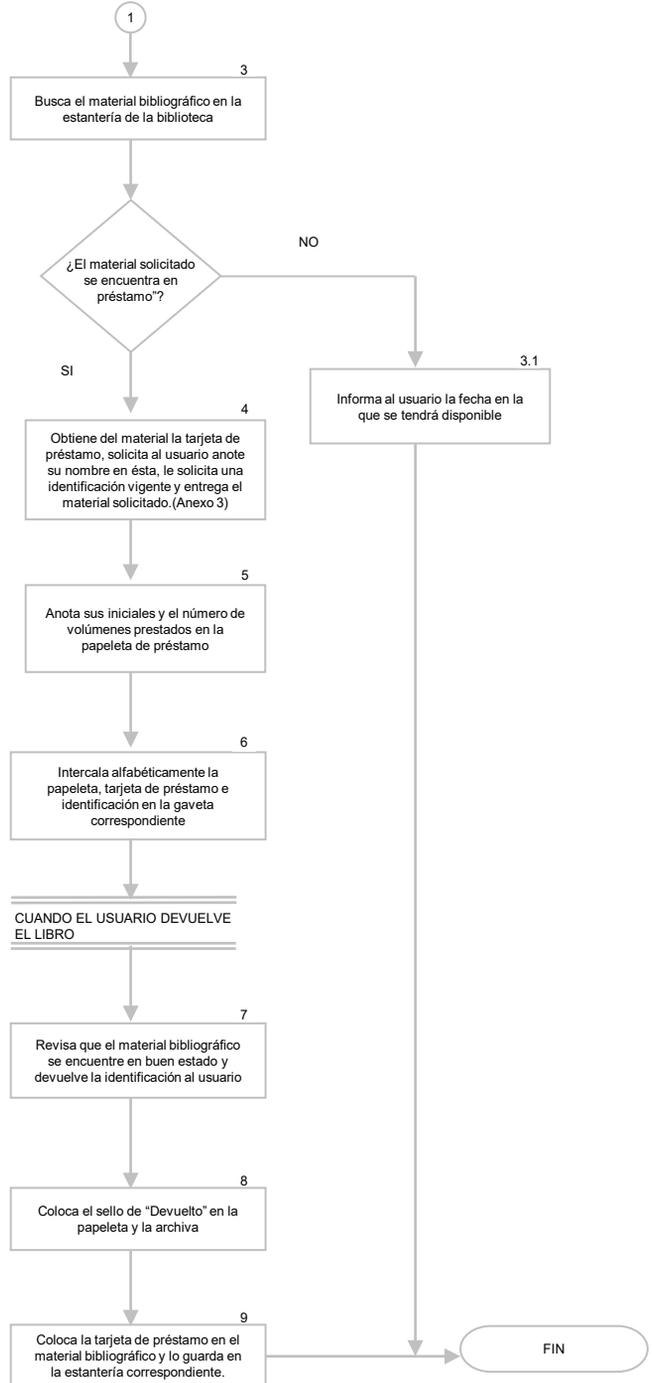 1
3
Busca el material bibliográfico en la
estantería de la biblioteca
¿El material solicitado
se encuentra en
préstamo”?
NO
SI
3.1
Informa al usuario la fecha en la
que se tendrá disponible
4
Obtiene del material la tarjeta de
préstamo, solicita al usuario anote
su nombre en ésta, le solicita una
identificación vigente y entrega el
material solicitado.(Anexo 3)
5
Anota sus iniciales y el número de
volúmenes prestados en la
papeleta de préstamo
6
Intercala alfabéticamente la
papeleta, tarjeta de préstamo e
identificación en la gaveta
correspondiente
CUANDO EL USUARIO DEVUELVE
EL LIBRO
7
Revisa que el material bibliográfico
se encuentre en buen estado y
devuelve la identificación al usuario
8
Coloca el sello de “Devuelto” en la
papeleta y la archiva
9
Coloca la tarjeta de préstamo en el
material bibliográfico y lo guarda en
la estantería correspondiente.
FIN